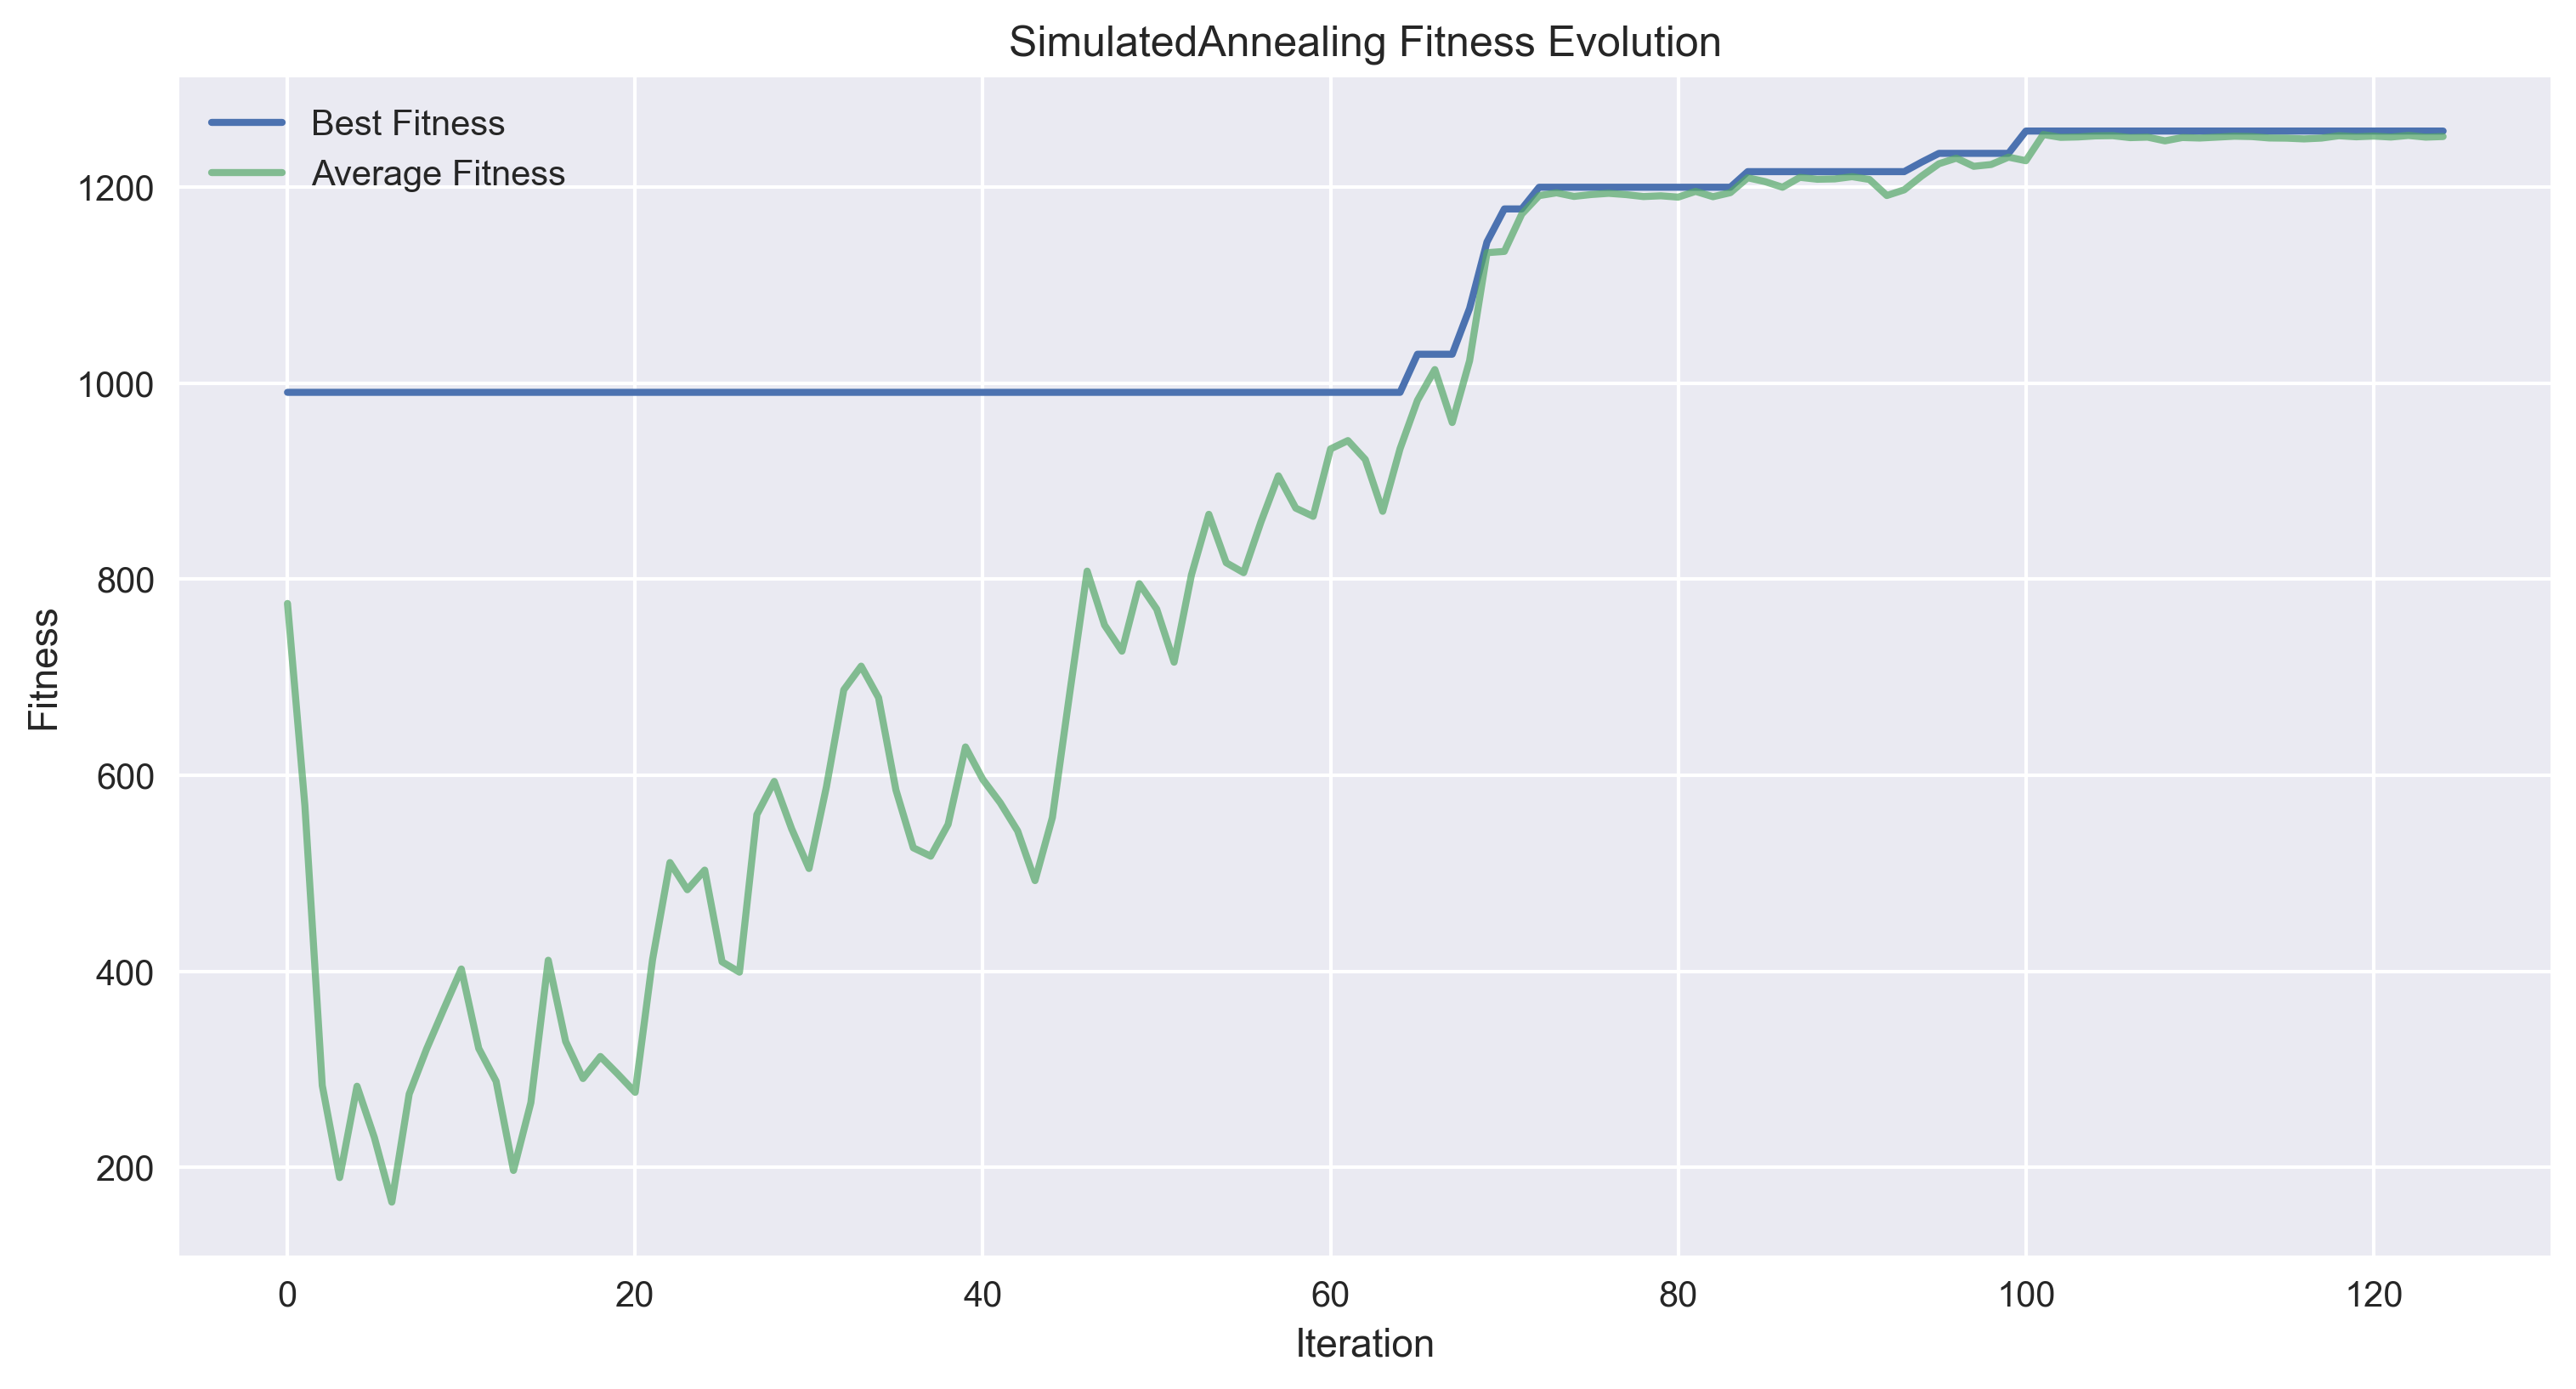 SimulatedAnnealing Fitness Evolution
Best Fitness
Average Fitness
1200
1000
800
600
400
200
Fitness
0 20 40 60 80 100 120
Iteration